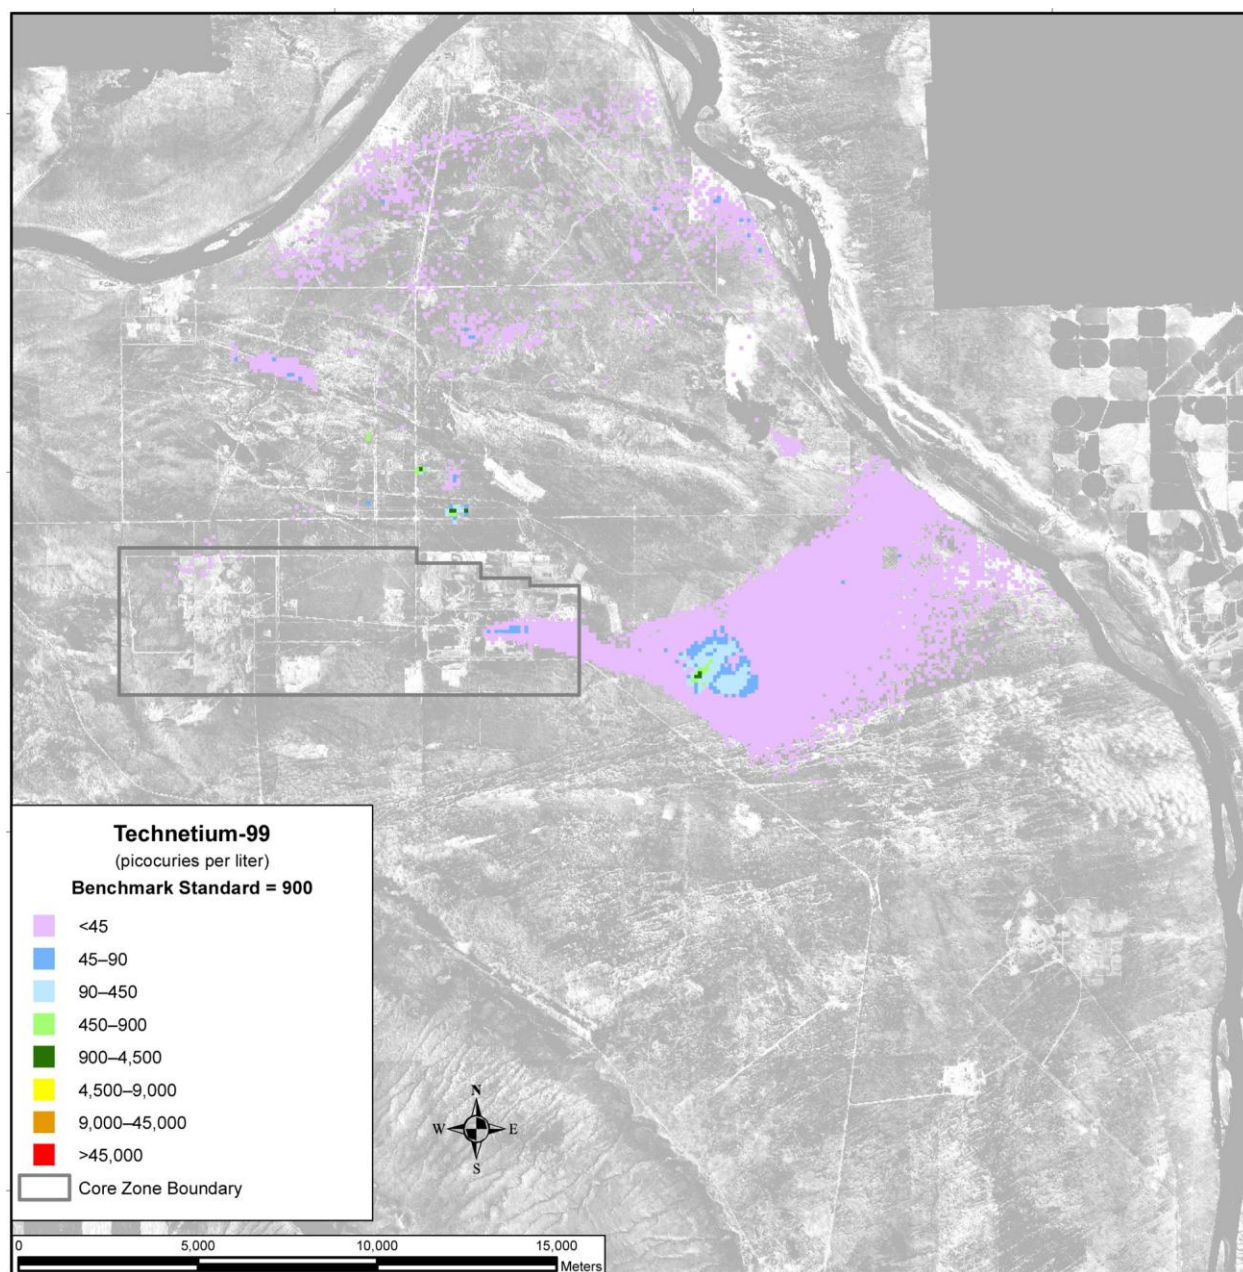 Technetium-99
(picocuries per liter)
Benchmark Standard = 900
<45
45–90
90–450
450–900
900–4,500
4,500–9,000
9,000–45,000
>45,000
Core Zone Boundary
N
W E
S
0 5,000 10,000 15,000
Meters